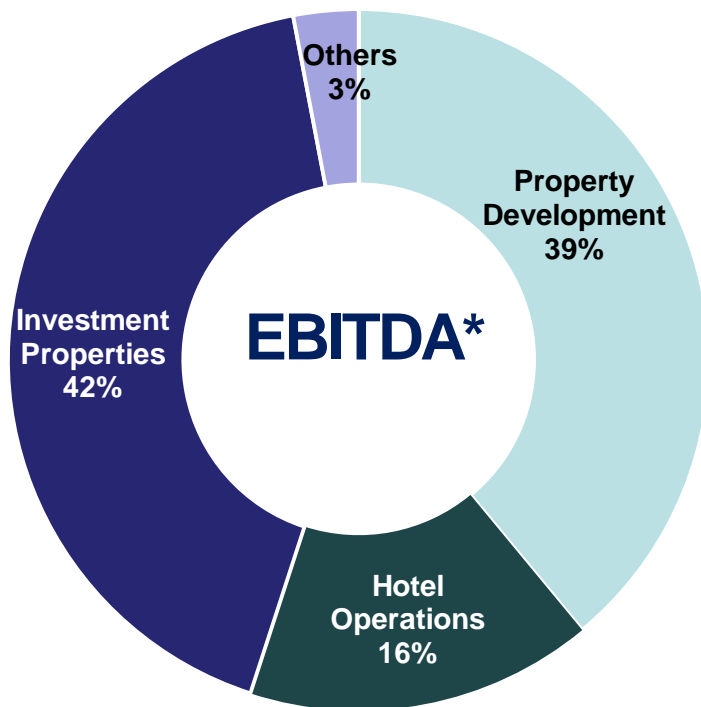 Others
3%
Property
Development
39%
Investment
Properties
42%
EBITDA*
Hotel
Operations
16%